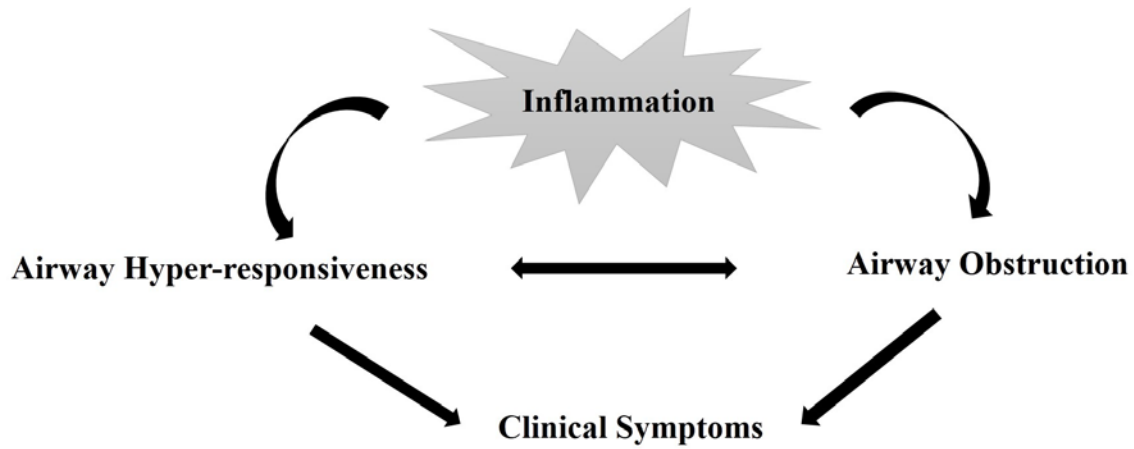 Inflammation
Airway Hyper-responsiveness
Airway Obstruction
Clinical Symptoms